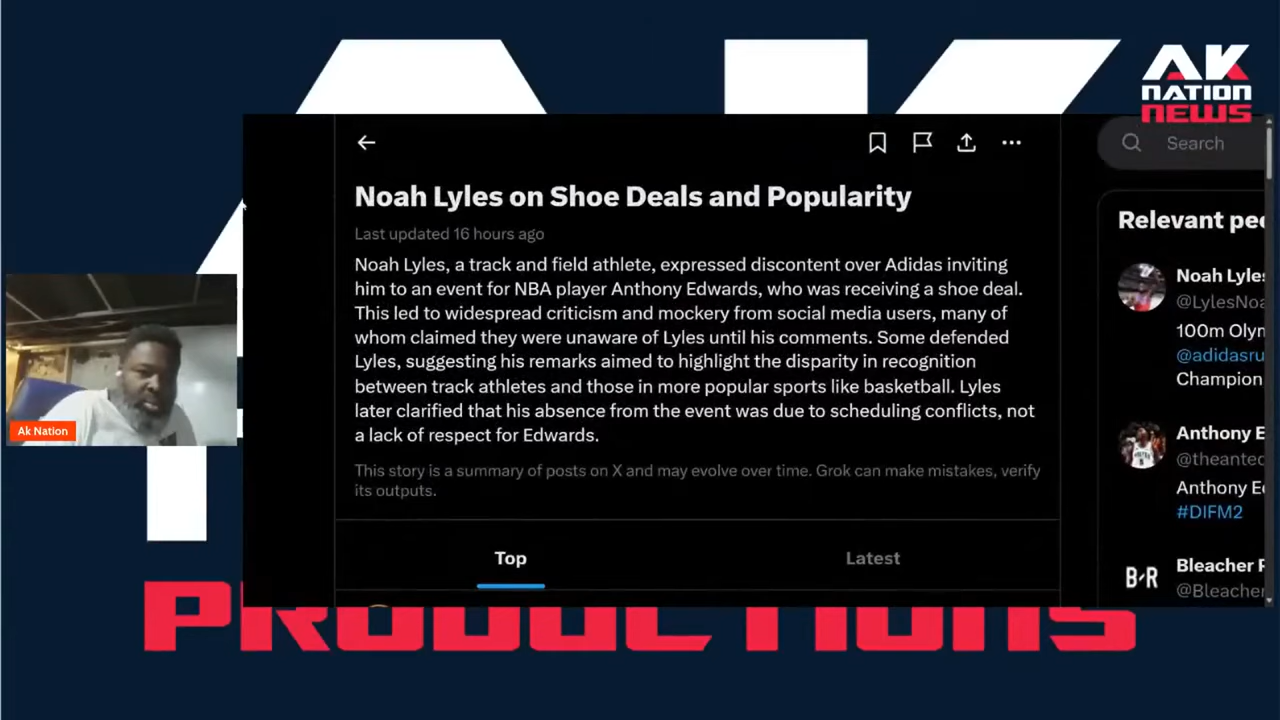 AK
NATION
NEWS
Search
Noah Lyles on Shoe Deals and Popularity
Last updated 16 hours ago
Noah Lyles, a track and field athlete, expressed discontent over Adidas inviting
him to an event for NBA player Anthony Edwards, who was receiving a shoe deal.
This led to widespread criticism and mockery from social media users, many of
whom claimed they were unaware of Lyles until his comments. Some defended
Lyles, suggesting his remarks aimed to highlight the disparity in recognition
between track athletes and those in more popular sports like basketball. Lyles
later clarified that his absence from the event was due to scheduling conflicts, not
a lack of respect for Edwards.
This story is a summary of posts on X and may evolve over time. Grok can make mistakes, verify
its outputs.
Top
Latest
Relevant peo
Noah Lyles
@LylesNoa
100m Olym
@adidasru
Champion
Anthony E
@theanted
Anthony Ed
#DIFM2
B/R
Bleacher R
@Bleacher
Ak Nation
PRODUCTIONS